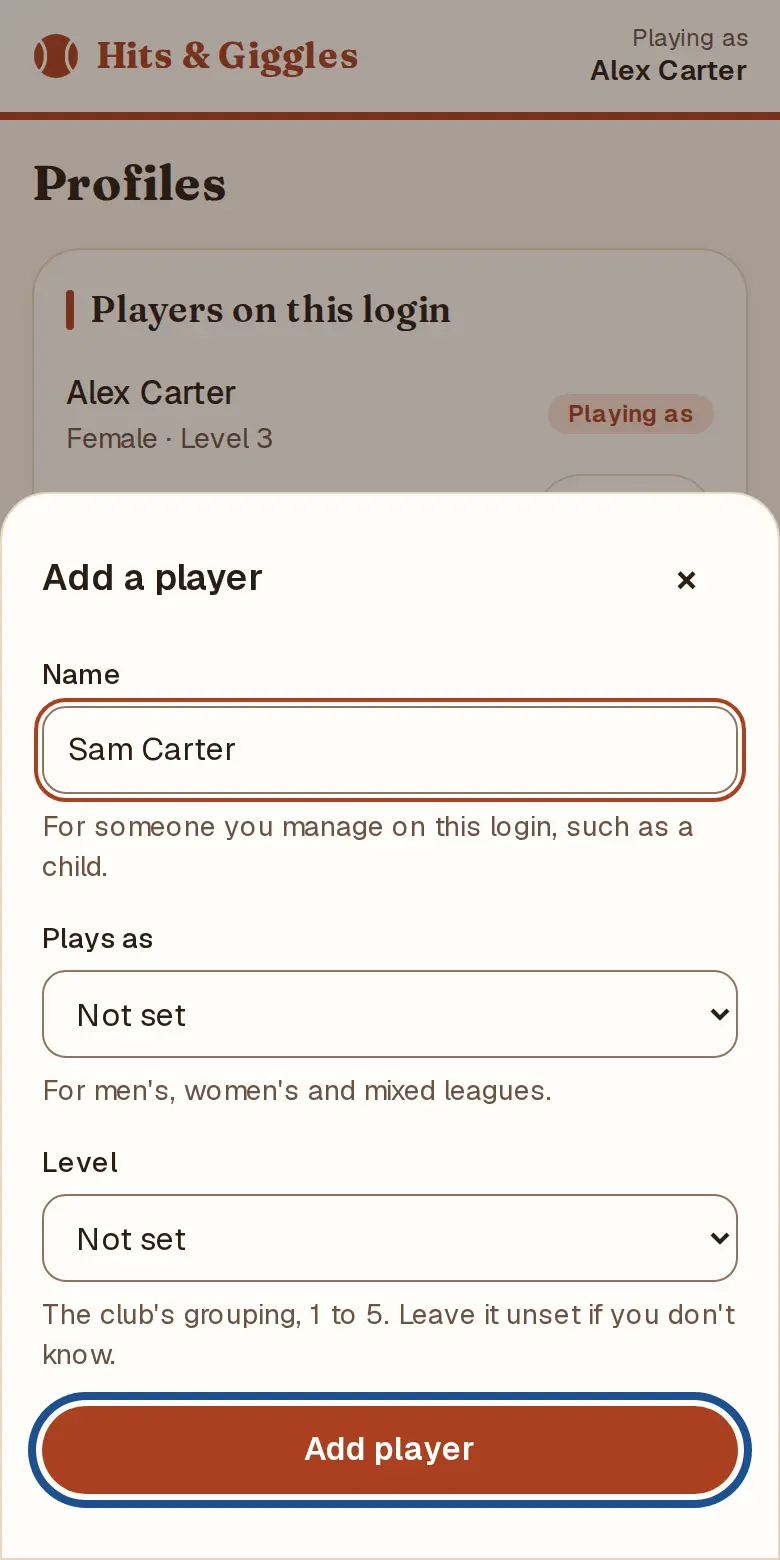 Hits & Giggles
Playing as
Alex Carter
Profiles
Players on this login
Alex Carter
Playing as
Female · Level 3
Add a player
×
Name
Sam Carter
For someone you manage on this login, such as a
child.
Plays as
Not set
For men's, women's and mixed leagues.
Level
Not set
The club's grouping, 1 to 5. Leave it unset if you don't
know.
Add player